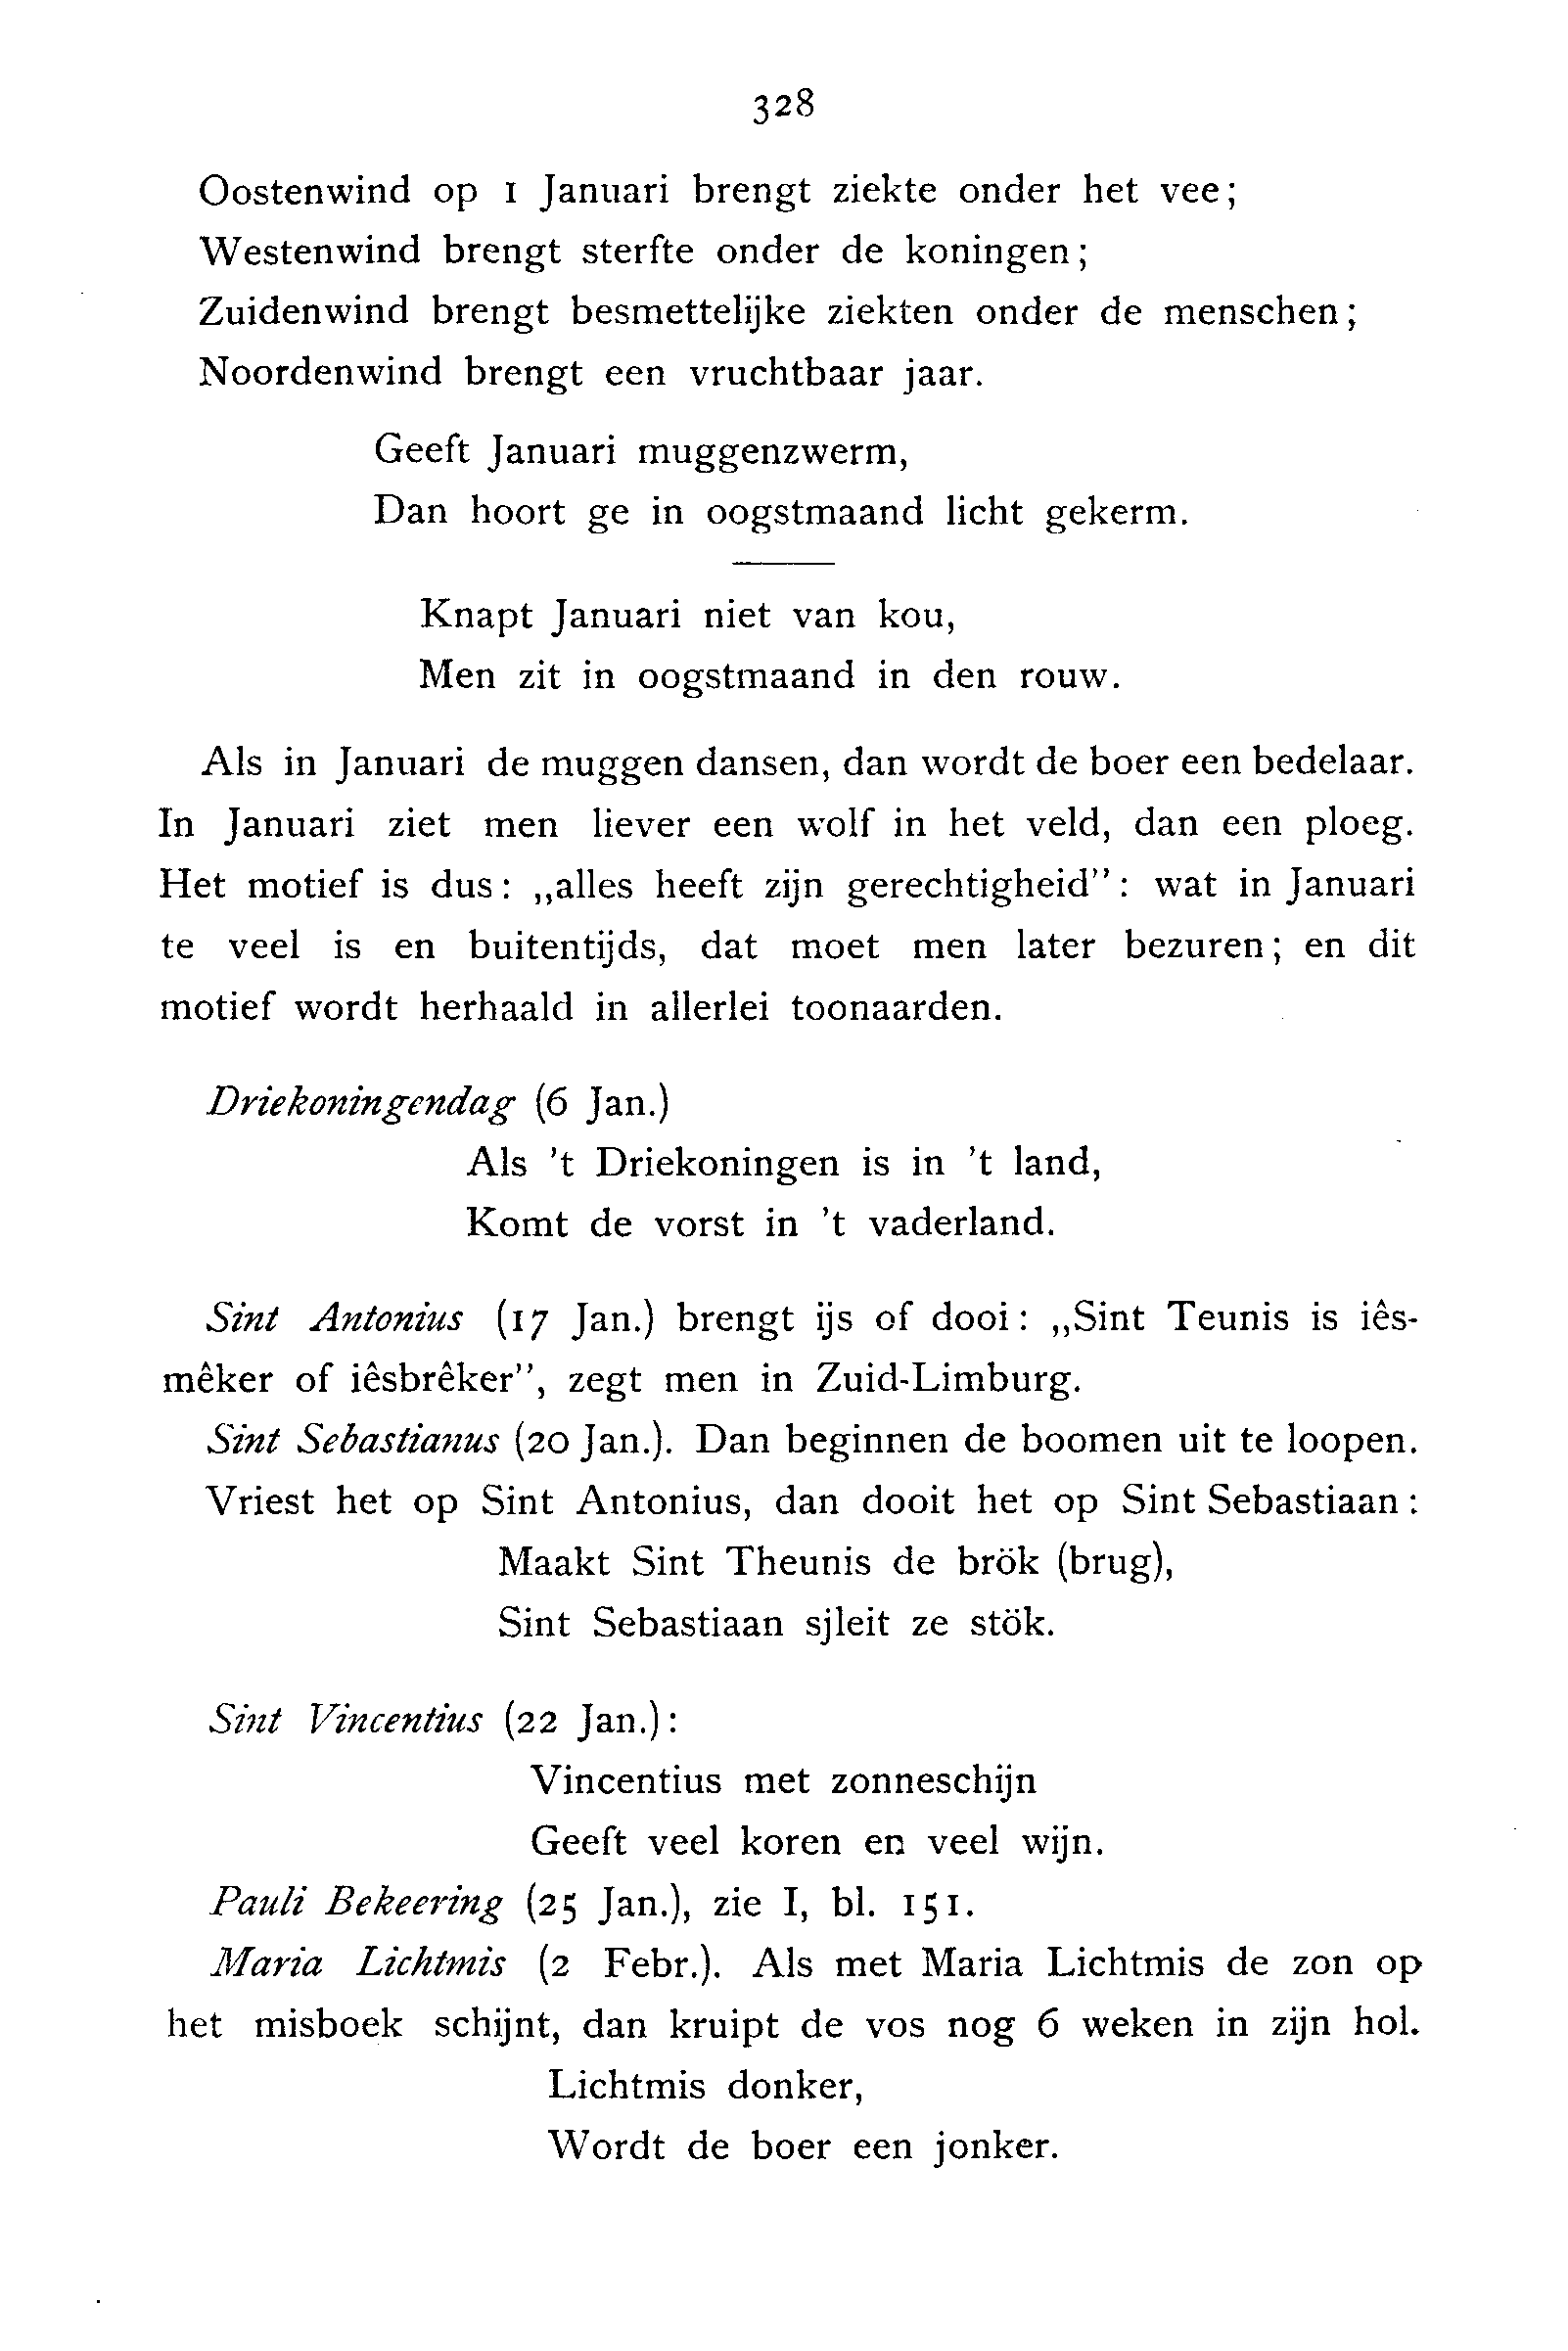 328
Oostenwind op 1 Januari brengt ziekte onder het vee;
Westenwind brengt sterfte onder de koningen;
Zuidenwind brengt besmettelijke ziekten onder de menschen;
Noordenwind brengt een vruchtbaar jaar.
Geeft Januari muggenzwerm,
Dan hoort ge in oogstmaand licht gekerm.
Knapt Januari niet van kou,
Men zit in oogstmaand in den rouw.
Als in Januari de muggen dansen, dan wordt de boer een bedelaar.
In Januari ziet men liever een wolf in het veld, dan een ploeg.
Het motief is dus: „alles heeft zijn gerechtigheid”: wat in Januari
te veel is en buitentijds, dat moet men later bezuren; en dit
motief wordt herhaald in allerlei toonaarden.
Driekoningendag (6 Jan.)
Als 't Driekoningen is in 't land,
Komt de vorst in 't vaderland.
Sint Antonius (17 Jan.) brengt ijs of dooi: „Sint Teunis is iês-
mêker of iêsbrêker”, zegt men in Zuid-Limburg.
Sint Sebastianus (20 Jan.). Dan beginnen de boomen uit te loopen.
Vriest het op Sint Antonius, dan dooit het op Sint Sebastiaan:
Maakt Sint Theunis de brök (brug),
Sint Sebastiaan sjleit ze stök.
Sint Vincentius (22 Jan.):
Vincentius met zonneschijn
Geeft veel koren en veel wijn.
Pauli Bekeering (25 Jan.), zie I, bl. 151.
Maria Lichtmis (2 Febr.). Als met Maria Lichtmis de zon op
het misboek schijnt, dan kruipt de vos nog 6 weken in zijn hol.
Lichtmis donker,
Wordt de boer een jonker.